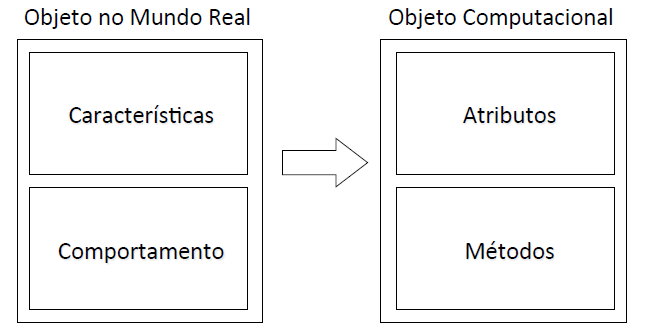 Objeto no Mundo Real
Objeto Computacional
Características
Atributos
Comportamento
Métodos